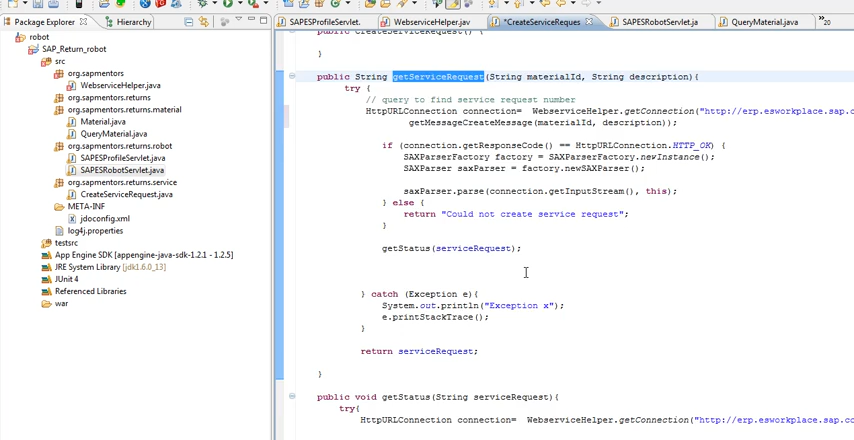 Package Explorer
Hierarchy
SAPESProfileServlet.
WebserviceHelper.jav
*CreateServiceReques
SAPESRobotServlet.ja
QueryMaterial.java
»20
robot
SAP_Return_robot
src
org.sapmentors
WebserviceHelper.java
org.sapmentors.returns
org.sapmentors.returns.material
Material.java
QueryMaterial.java
org.sapmentors.returns.robot
SAPESProfileServlet.java
SAPESRobotServlet.java
org.sapmentors.returns.service
CreateServiceRequest.java
META-INF
jdoconfig.xml
log4j.properties
testsrc
App Engine SDK [appengine-java-sdk-1.2.1 - 1.2.5]
JRE System Library [jdk1.6.0_13]
JUnit 4
Referenced Libraries
war
public CreateServiceRequest() {
}
public String getServiceRequest(String materialId, String description){
try {
// query to find service request number
HttpURLConnection connection= WebserviceHelper.getConnection("http://erp.esworkplace.sap.c
getMessageCreateMessage(materialId, description));
if (connection.getResponseCode() == HttpURLConnection.HTTP_OK) {
SAXParserFactory factory = SAXParserFactory.newInstance();
SAXParser saxParser = factory.newSAXParser();
saxParser.parse(connection.getInputStream(), this);
} else {
return "Could not create service request";
}
getStatus(serviceRequest);
} catch (Exception e){
System.out.println("Exception x");
e.printStackTrace();
}
return serviceRequest;
}
public void getStatus(String serviceRequest){
try{
HttpURLConnection connection= WebserviceHelper.getConnection("http://erp.esworkplace.sap.co